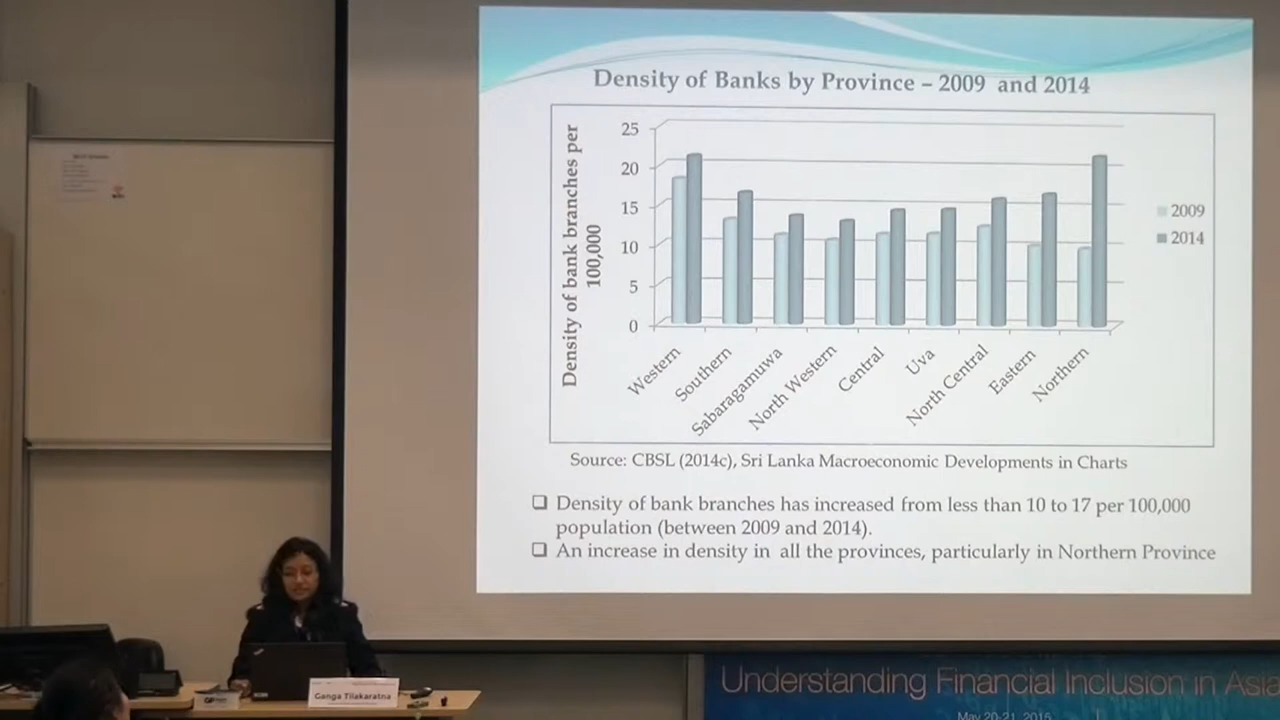 Density of Banks by Province – 2009 and 2014
Density of bank branches per
100,000
25
20
15
10
5
0
Western
Southern
Sabaragamuwa
North Western
Central
Uva
North Central
Eastern
Northern
2009
2014
Source: CBSL (2014c), Sri Lanka Macroeconomic Developments in Charts
❑ Density of bank branches has increased from less than 10 to 17 per 100,000
population (between 2009 and 2014).
❑ An increase in density in all the provinces, particularly in Northern Province
Ganga Tilakaratna
Understanding Financial Inclusion in Asia
May 20-21, 2015